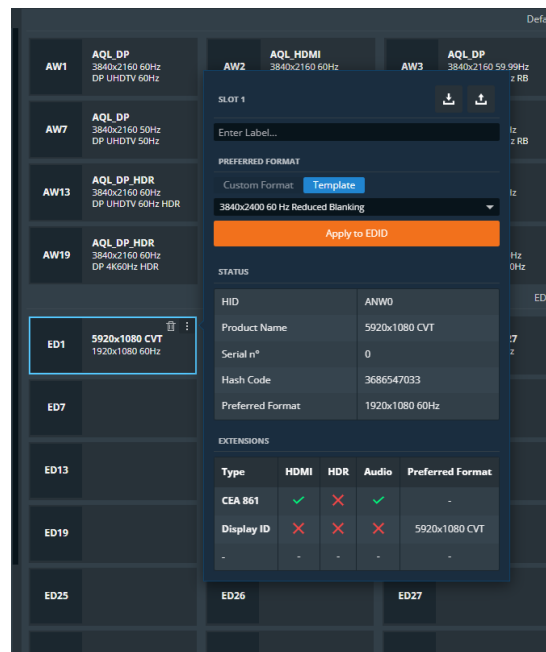 Defa
AW1
AQL_DP
3840x2160 60Hz
DP UHDTV 60Hz
AW2
AQL_HDMI
3840x2160 60Hz
AW3
AQL_DP
3840x2160 59.99Hz
z RB
AW7
AQL_DP
3840x2160 50Hz
DP UHDTV 50Hz
lz
z RB
AW13
AQL_DP_HDR
3840x2160 60Hz
DP UHDTV 60Hz HDR
lz
AW19
AQL_DP_HDR
3840x2160 60Hz
DP 4K60Hz HDR
Hz
0Hz
SLOT 1
Enter Label...
PREFERRED FORMAT
Custom Format Template
3840x2400 60 Hz Reduced Blanking
Apply to EDID
STATUS
HID ANW0
Product Name 5920x1080 CVT
Serial n° 0
Hash Code 3686547033
Preferred Format 1920x1080 60Hz
EXTENSIONS
Type HDMI HDR Audio Preferred Format
CEA 861 -
Display ID 5920x1080 CVT
- - - - -
ED
ED1
5920x1080 CVT
1920x1080 60Hz
:7
z
ED7
ED13
ED19
ED25
ED26
ED27